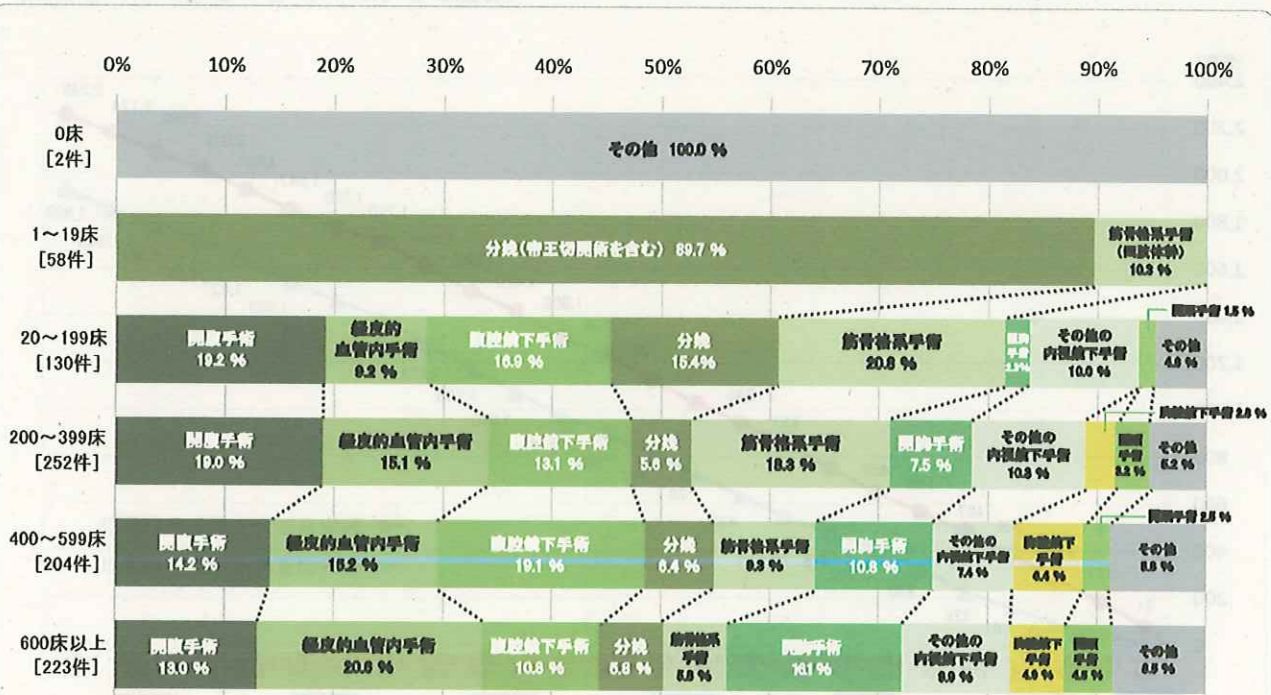 0% 10% 20% 30% 40% 50% 60% 70% 80% 90% 100%
0床
[2件]
その他 100.0 %
1～19床
[58件]
分娩(帝王切開術を含む) 89.7 %
筋骨格系手術
(四肢体幹)
10.3 %
20～199床
[130件]
開腹手術
19.2 %
経皮的
血管内手術
9.2 %
腹腔鏡下手術
16.9 %
分娩
15.4%
筋骨格系手術
20.8 %
開胸
手術
2.3%
その他の
内視鏡下手術
10.0 %
開頭手術 1.5 %
その他
4.6 %
200～399床
[252件]
開腹手術
19.0 %
経皮的血管内手術
15.1 %
腹腔鏡下手術
13.1 %
分娩
5.6 %
筋骨格系手術
18.3 %
開胸手術
7.5 %
その他の
内視鏡下手術
10.3 %
胸腔鏡下手術 2.8 %
開頭
手術
3.2 %
その他
5.2 %
400～599床
[204件]
開腹手術
14.2 %
経皮的血管内手術
15.2 %
腹腔鏡下手術
19.1 %
分娩
6.4 %
筋骨格系手術
9.3 %
開胸手術
10.8 %
その他の
内視鏡下手術
7.4 %
胸腔鏡下
手術
6.4 %
開頭手術 2.5 %
その他
8.8 %
600床以上
[223件]
開腹手術
13.0 %
経皮的血管内手術
20.6 %
腹腔鏡下手術
10.8 %
分娩
5.8 %
筋骨格系
手術
5.8 %
開胸手術
16.1 %
その他の
内視鏡下手術
9.9 %
胸腔鏡下
手術
4.9 %
開頭
手術
4.5 %
その他
8.5 %